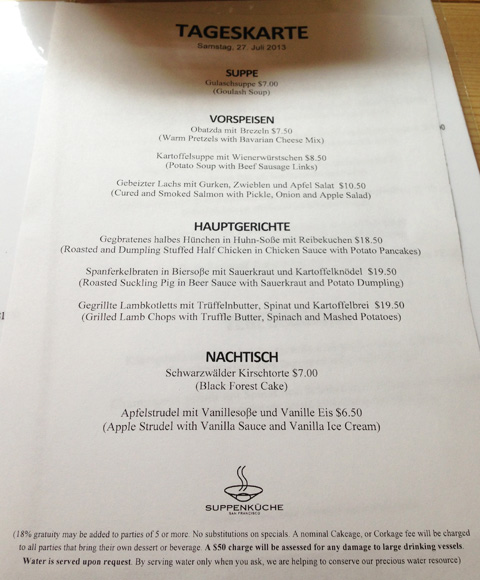 TAGESKARTE
Samstag, 27. Juli 2013
SUPPE
Gulaschsuppe $7.00
(Goulash Soup)
VORSPEISEN
Obatzda mit Brezeln $7.50
(Warm Pretzels with Bavarian Cheese Mix)
Kartoffelsuppe mit Wienerwürstschen $8.50
(Potato Soup with Beef Sausage Links)
Gebeizter Lachs mit Gurken, Zwieblen und Apfel Salat $10.50
(Cured and Smoked Salmon with Pickle, Onion and Apple Salad)
HAUPTGERICHTE
Gegbratenes halbes Hünchen in Huhn-Soße mit Reibekuchen $18.50
(Roasted and Dumpling Stuffed Half Chicken in Chicken Sauce with Potato Pancakes)
Spanferkelbraten in Biersoße mit Sauerkraut und Kartoffelknödel $19.50
(Roasted Suckling Pig in Beer Sauce with Sauerkraut and Potato Dumpling)
Gegrillte Lambkotletts mit Trüffelnbutter, Spinat und Kartoffelbrei $19.50
(Grilled Lamb Chops with Truffle Butter, Spinach and Mashed Potatoes)
NACHTISCH
Schwarzwälder Kirschtorte $7.00
(Black Forest Cake)
Apfelstrudel mit Vanillesoße und Vanille Eis $6.50
(Apple Strudel with Vanilla Sauce and Vanilla Ice Cream)
SUPPENKÜCHE
SAN FRANCISCO
(18% gratuity may be added to parties of 5 or more. No substitutions on specials. A nominal Cakeage, or Corkage fee will be charged
to all parties that bring their own dessert or beverage. A $50 charge will be assessed for any damage to large drinking vessels.
Water is served upon request. By serving water only when you ask, we are helping to conserve our precious water resource)